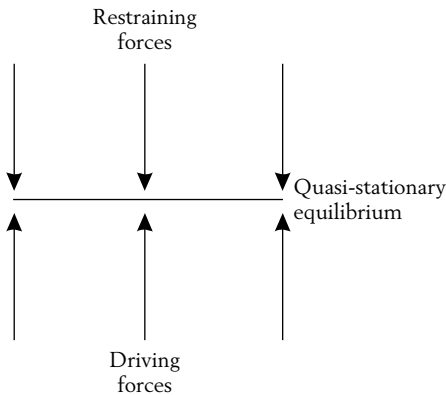 Restraining
forces
Quasi-stationary
equilibrium
Driving
forces